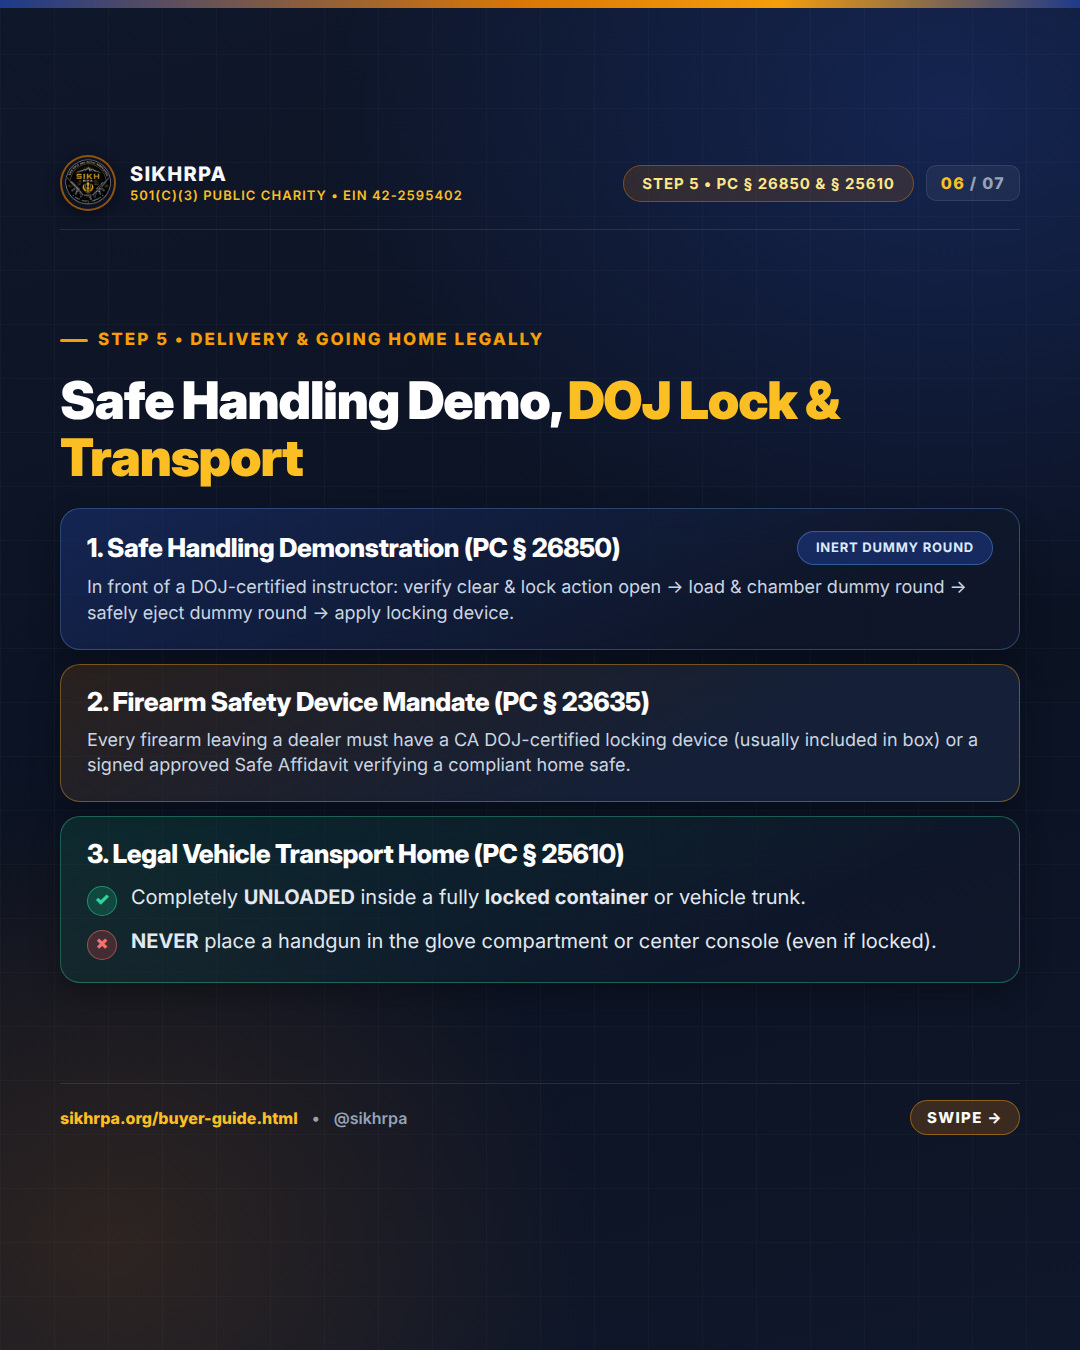 SIKH
SIKHRPA
501(C)(3) PUBLIC CHARITY • EIN 42-2595402
STEP 5 • PC § 26850 & § 25610
06 / 07
STEP 5 • DELIVERY & GOING HOME LEGALLY
Safe Handling Demo, DOJ Lock &
Transport
1. Safe Handling Demonstration (PC § 26850)
INERT DUMMY ROUND
In front of a DOJ-certified instructor: verify clear & lock action open → load & chamber dummy round →
safely eject dummy round → apply locking device.
2. Firearm Safety Device Mandate (PC § 23635)
Every firearm leaving a dealer must have a CA DOJ-certified locking device (usually included in box) or a
signed approved Safe Affidavit verifying a compliant home safe.
3. Legal Vehicle Transport Home (PC § 25610)
Completely UNLOADED inside a fully locked container or vehicle trunk.
NEVER place a handgun in the glove compartment or center console (even if locked).
sikhrpa.org/buyer-guide.html • @sikhrpa
SWIPE →